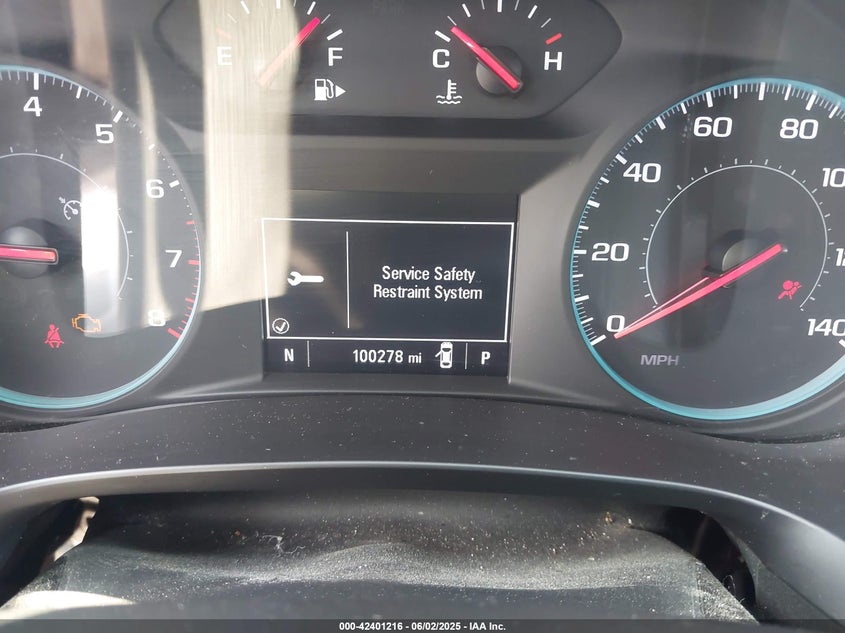 PARK
E
F
C
H
4
5
6
7
8
Service Safety
Restraint System
N
100278 mi
P
0
20
40
60
80
140
MPH
000-42401216 - 06/02/2025 - IAA Inc.